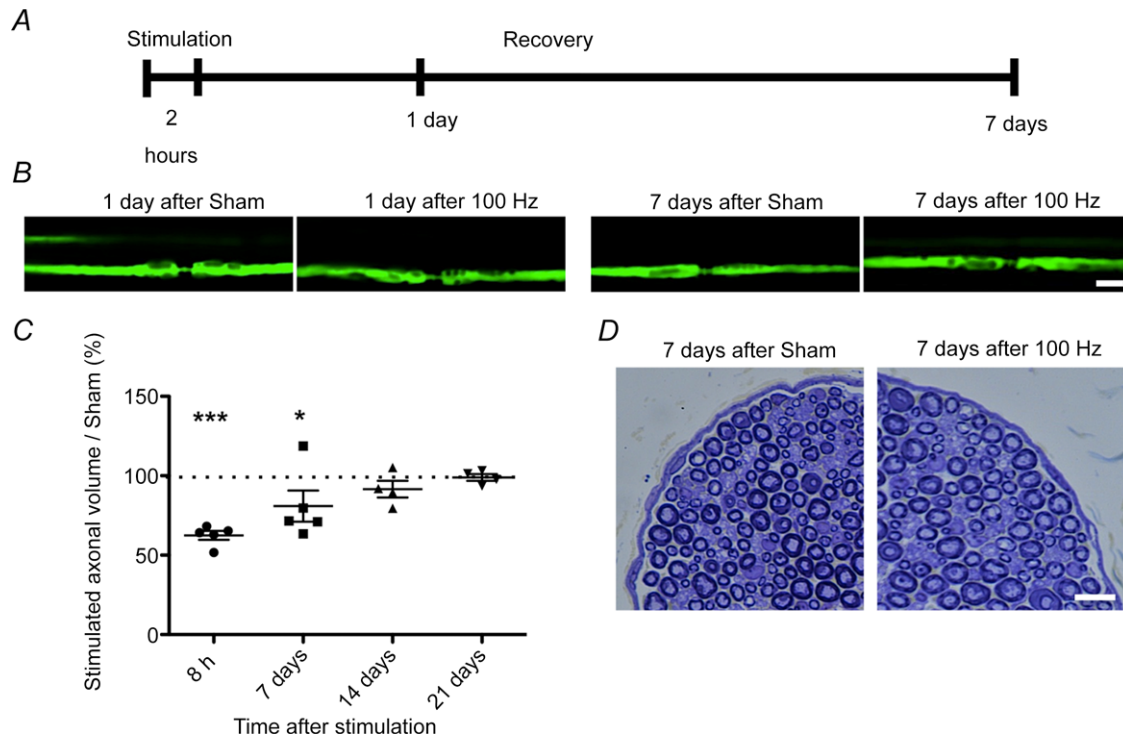 A
Stimulation
Recovery
2
hours
1 day
7 days
B
1 day after Sham
1 day after 100 Hz
7 days after Sham
7 days after 100 Hz
C
Stimulated axonal volume / Sham (%)
150
100
50
0
***
*
8 h
7 days
14 days
21 days
Time after stimulation
D
7 days after Sham
7 days after 100 Hz